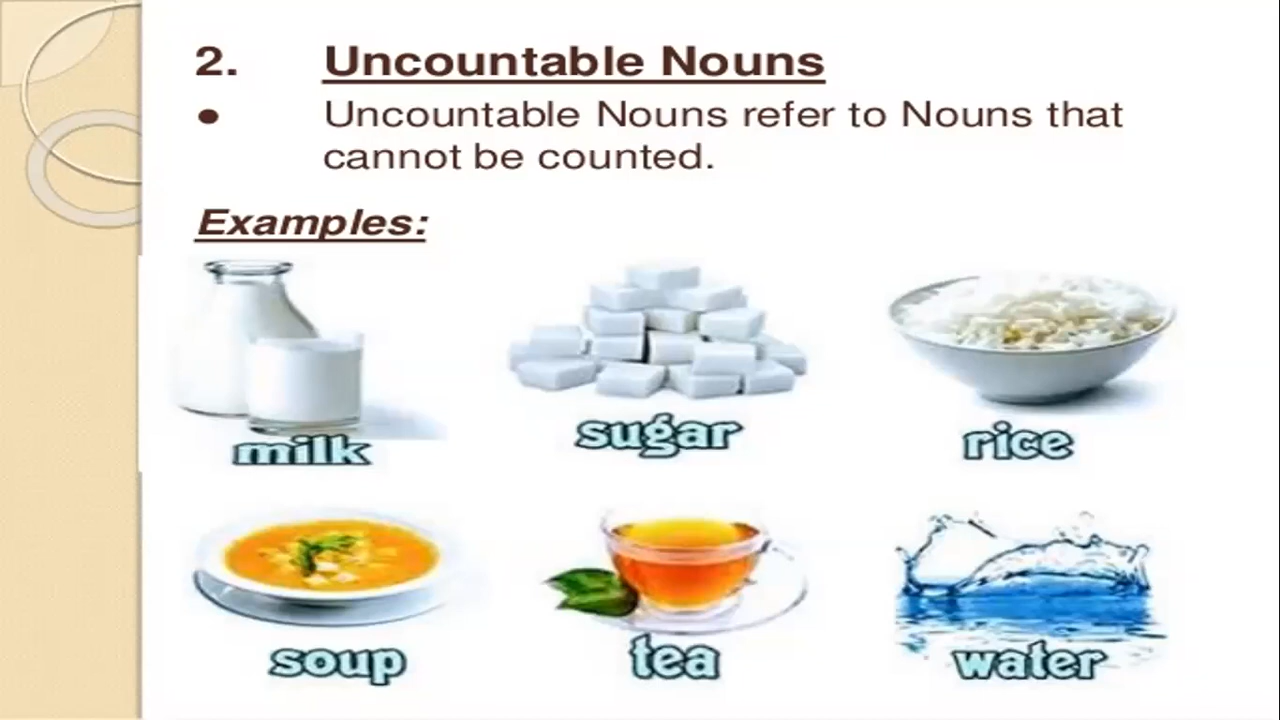 2. Uncountable Nouns
● Uncountable Nouns refer to Nouns that
cannot be counted.
Examples:
milk sugar rice
soup tea water